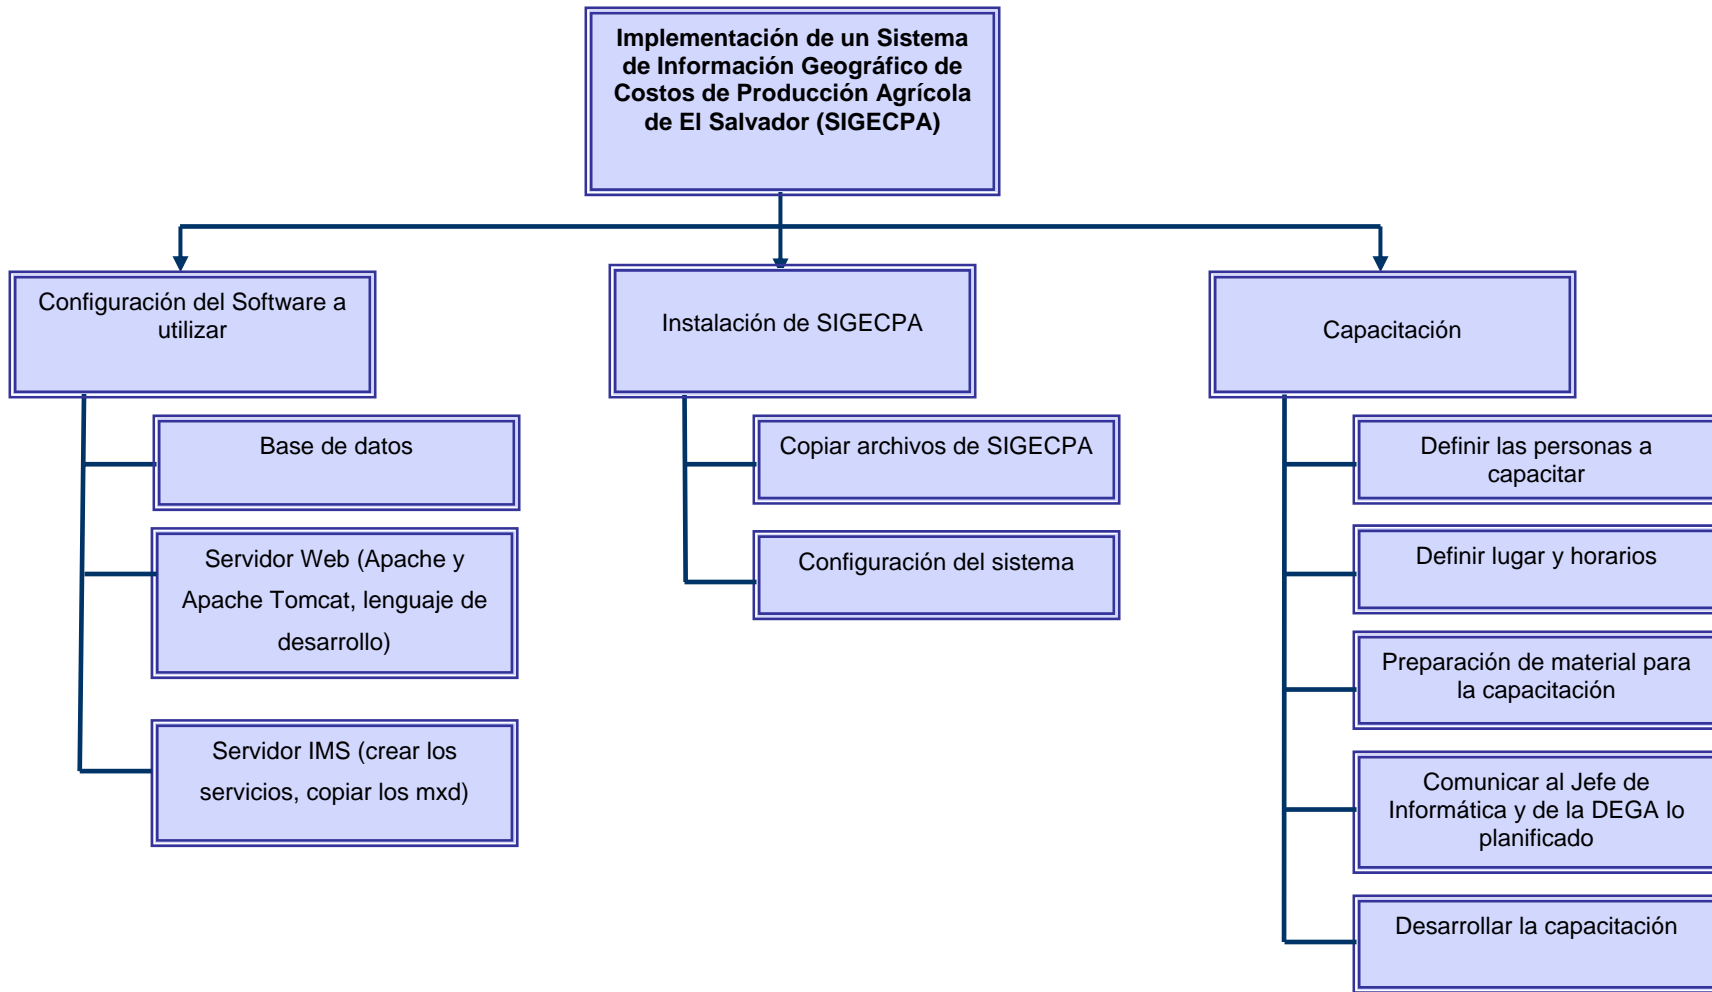 Implementación de un Sistema
de Información Geográfico de
Costos de Producción Agrícola
de El Salvador (SIGECPA)
Configuración del Software a
utilizar
Base de datos
Servidor Web (Apache y
Apache Tomcat, lenguaje de
desarrollo)
Servidor IMS (crear los
servicios, copiar los mxd)
Instalación de SIGECPA
Copiar archivos de SIGECPA
Configuración del sistema
Capacitación
Definir las personas a
capacitar
Definir lugar y horarios
Preparación de material para
la capacitación
Comunicar al Jefe de
Informática y de la DEGA lo
planificado
Desarrollar la capacitación